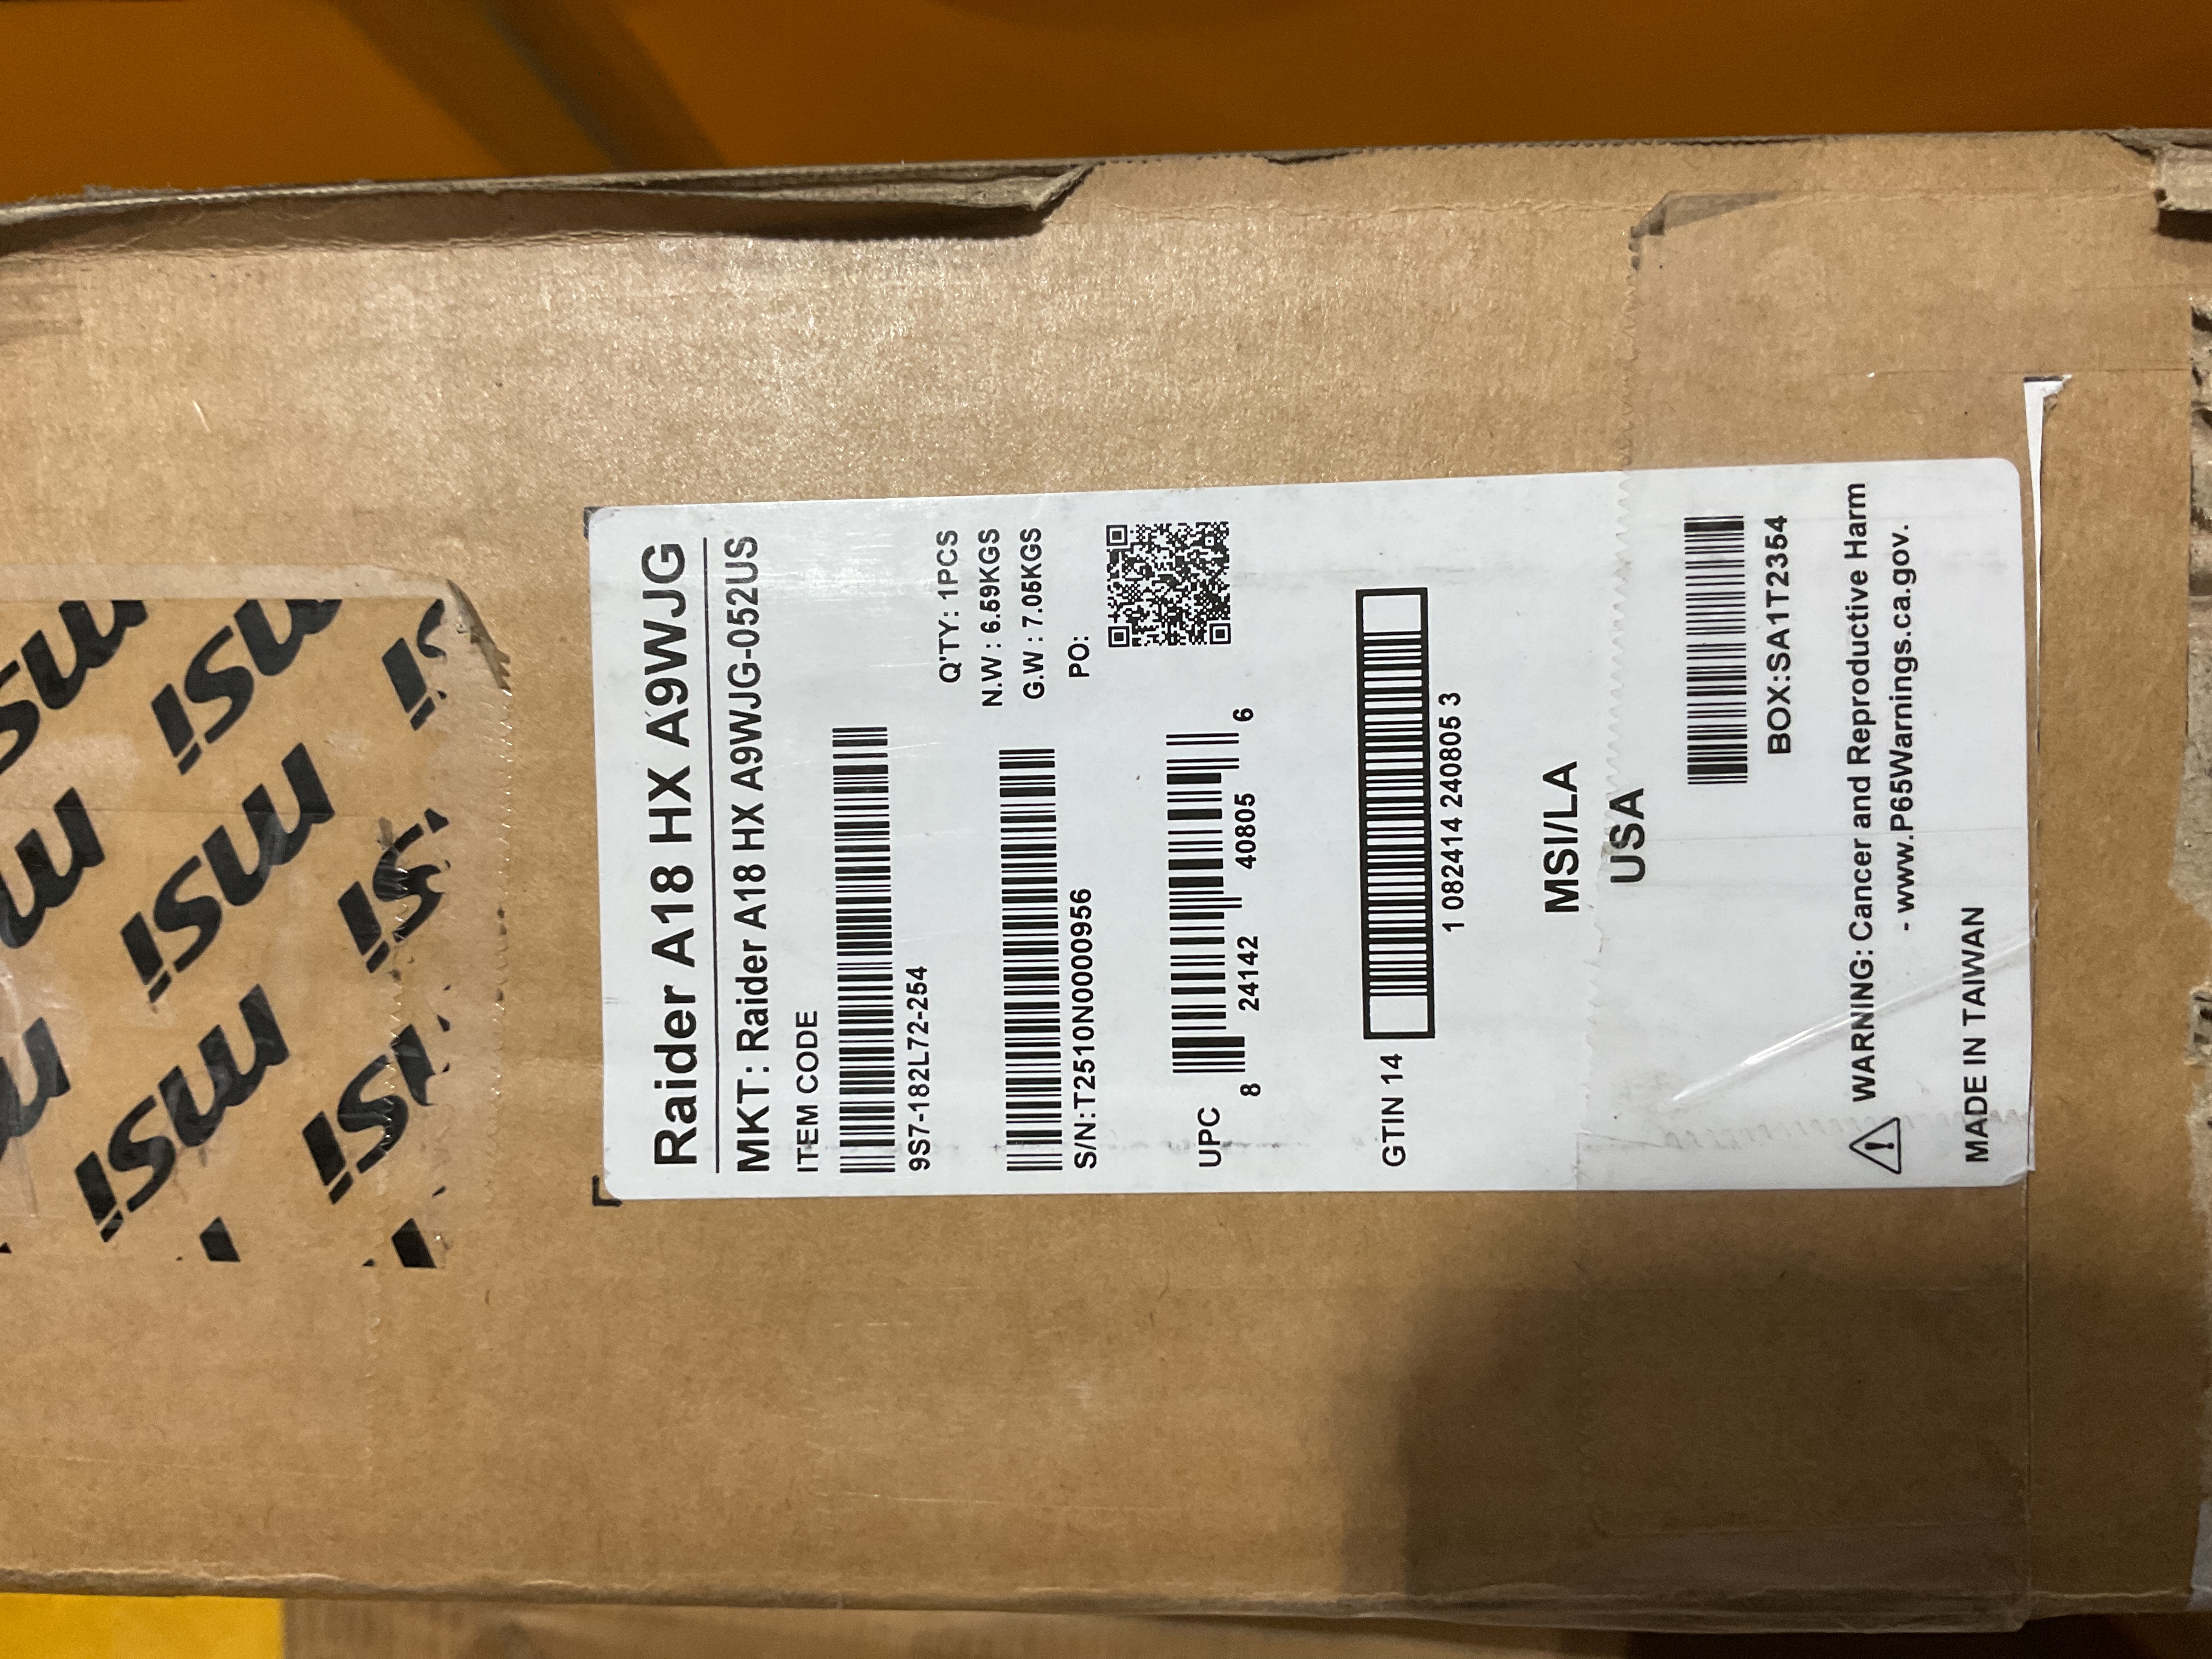 Raider A18 HX A9WJG
MKT: Raider A18 HX A9WJG-052US
ITEM CODE
9S7-182L72-254
Q'TY: 1PCS
S/N:T2510N0000956
N.W : 6.59KGS
G.W : 7.05KGS
PO:
UPC
8 24142 40805 6
GTIN 14
1 082414 240805 3
MSI/LA
USA
BOX:SA1T2354
WARNING: Cancer and Reproductive Harm
- www.P65Warnings.ca.gov.
MADE IN TAIWAN
msi
msi
msi
msi
msi